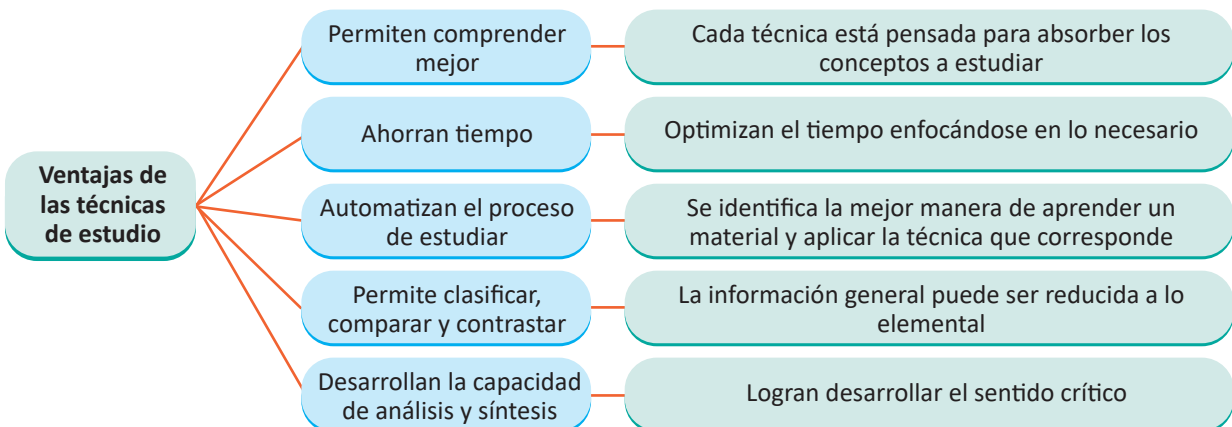 Ventajas de
las técnicas
de estudio
Permiten comprender
mejor
Cada técnica está pensada para absorber los
conceptos a estudiar
Ahorran tiempo
Optimizan el tiempo enfocándose en lo necesario
Automatizan el proceso
de estudiar
Se identifica la mejor manera de aprender un
material y aplicar la técnica que corresponde
Permite clasificar,
comparar y contrastar
La información general puede ser reducida a lo
elemental
Desarrollan la capacidad
de análisis y síntesis
Logran desarrollar el sentido crítico